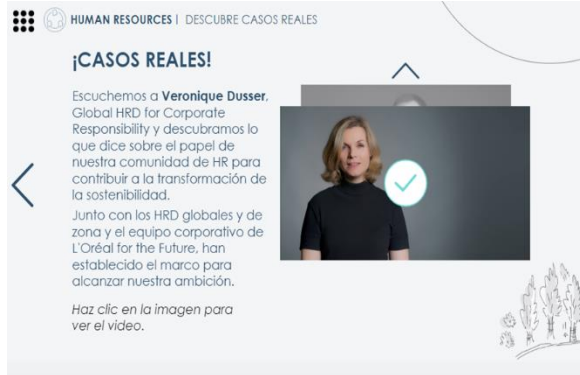 HUMAN RESOURCES | DESCUBRE CASOS REALES
¡CASOS REALES!
Escuchemos a Veronique Dusser,
Global HRD for Corporate
Responsibility y descubramos lo
que dice sobre el papel de
nuestra comunidad de HR para
contribuir a la transformación de
la sostenibilidad.
Junto con los HRD globales y de
zona y el equipo corporativo de
L'Oréal for the Future, han
establecido el marco para
alcanzar nuestra ambición.
Haz clic en la imagen para
ver el video.